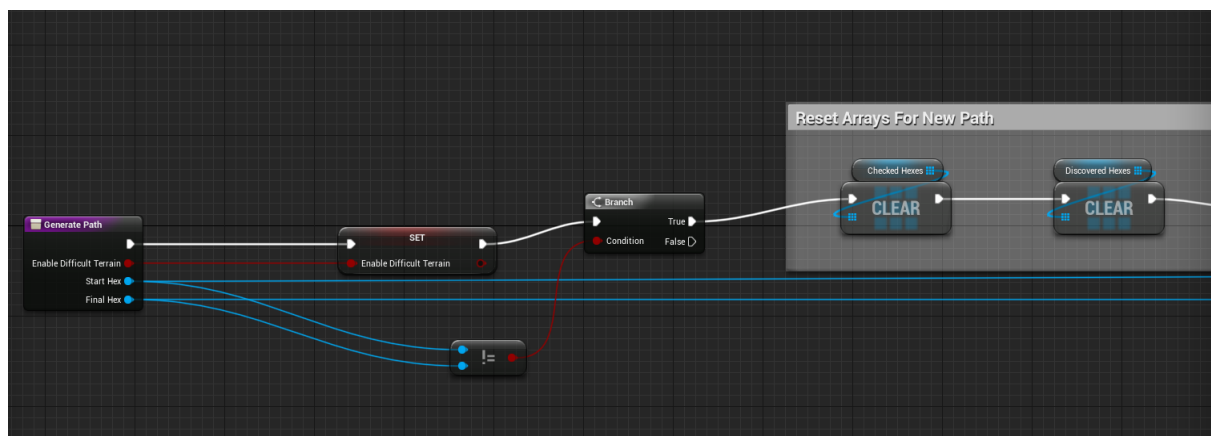 Reset Arrays For New Path
Checked Hexes
Discovered Hexes
CLEAR
CLEAR
Branch
True
Condition
False
Generate Path
SET
Enable Difficult Terrain
Enable Difficult Terrain
Start Hex
Final Hex
!=